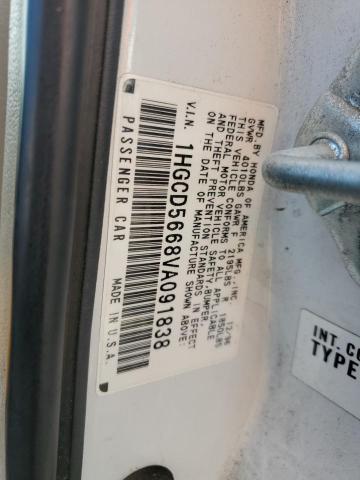 MFD. BY HONDA OF AMERICA MFG., INC. 12/96
GVWR 4010LBS GAWR F 2195LBS R 1850LBS
THIS VEHICLE CONFORMS TO ALL APPLICABLE
FEDERAL MOTOR VEHICLE SAFETY, BUMPER,
AND THEFT PREVENTION STANDARDS IN EFFECT
ON THE DATE OF MANUFACTURE SHOWN ABOVE.
V.I.N. 1HGCD5668VA091838
PASSENGER CAR MADE IN U.S.A.
INT. CO
TYPE